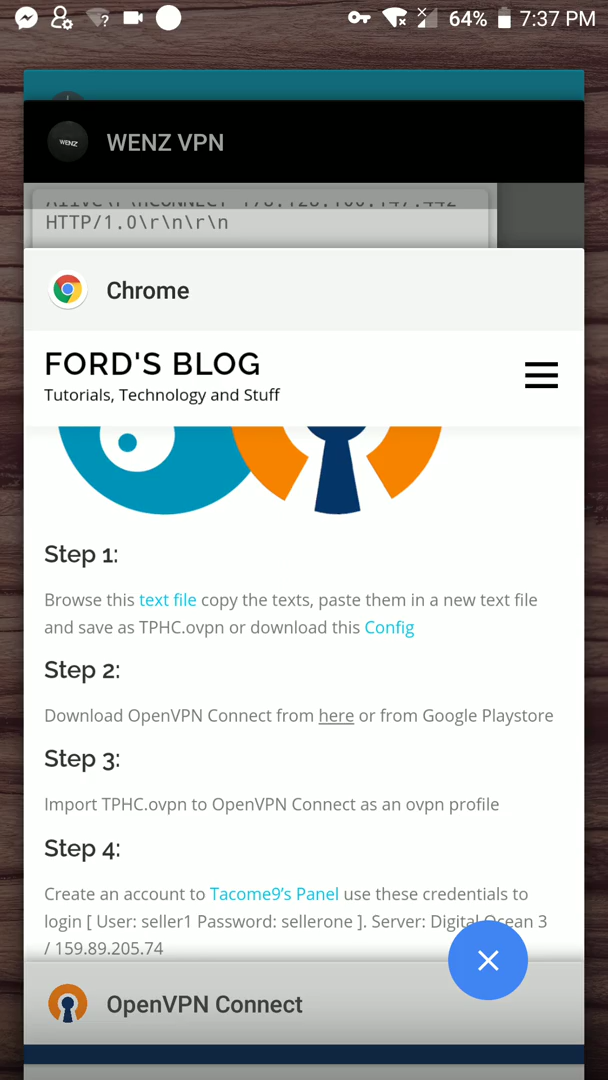 64% 7:37 PM
WENZ WENZ VPN
HTTP/1.0\r\n\r\n
Chrome
FORD'S BLOG
Tutorials, Technology and Stuff
Step 1:
Browse this text file copy the texts, paste them in a new text file
and save as TPHC.ovpn or download this Config
Step 2:
Download OpenVPN Connect from here or from Google Playstore
Step 3:
Import TPHC.ovpn to OpenVPN Connect as an ovpn profile
Step 4:
Create an account to Tacome9's Panel use these credentials to
login [ User: seller1 Password: sellerone ]. Server: Digital Ocean 3
/ 159.89.205.74
OpenVPN Connect